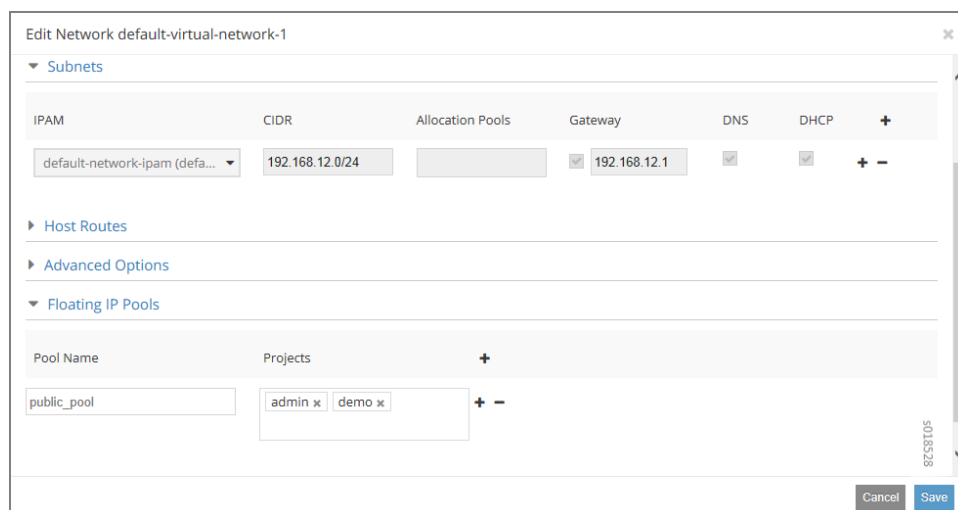 Edit Network default-virtual-network-1
Subnets
IPAM CIDR Allocation Pools Gateway DNS DHCP
default-network-ipam (defa... 192.168.12.0/24 192.168.12.1
Host Routes
Advanced Options
Floating IP Pools
Pool Name Projects
public_pool admin demo
s018528
Cancel Save